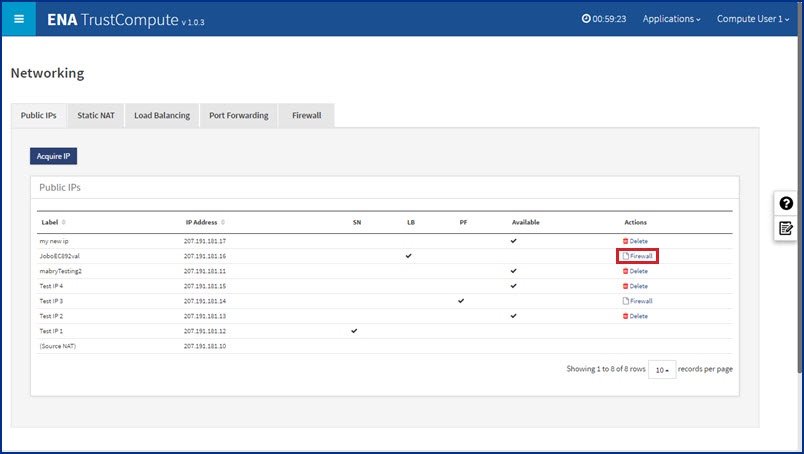 ENA TrustCompute v 1.0.3 00:59:23 Applications Compute User 1
Networking
Public IPs Static NAT Load Balancing Port Forwarding Firewall
Acquire IP
Public IPs
Label IP Address SN LB PF Available Actions
my new ip 207.191.181.17 Delete
JoboEG892val 207.191.181.16 Firewall
mabryTesting2 207.191.181.11 Delete
Test IP 4 207.191.181.15 Delete
Test IP 3 207.191.181.14 Firewall
Test IP 2 207.191.181.13 Delete
Test IP 1 207.191.181.12
(Source NAT) 207.191.181.10
Showing 1 to 8 of 8 rows 10 records per page